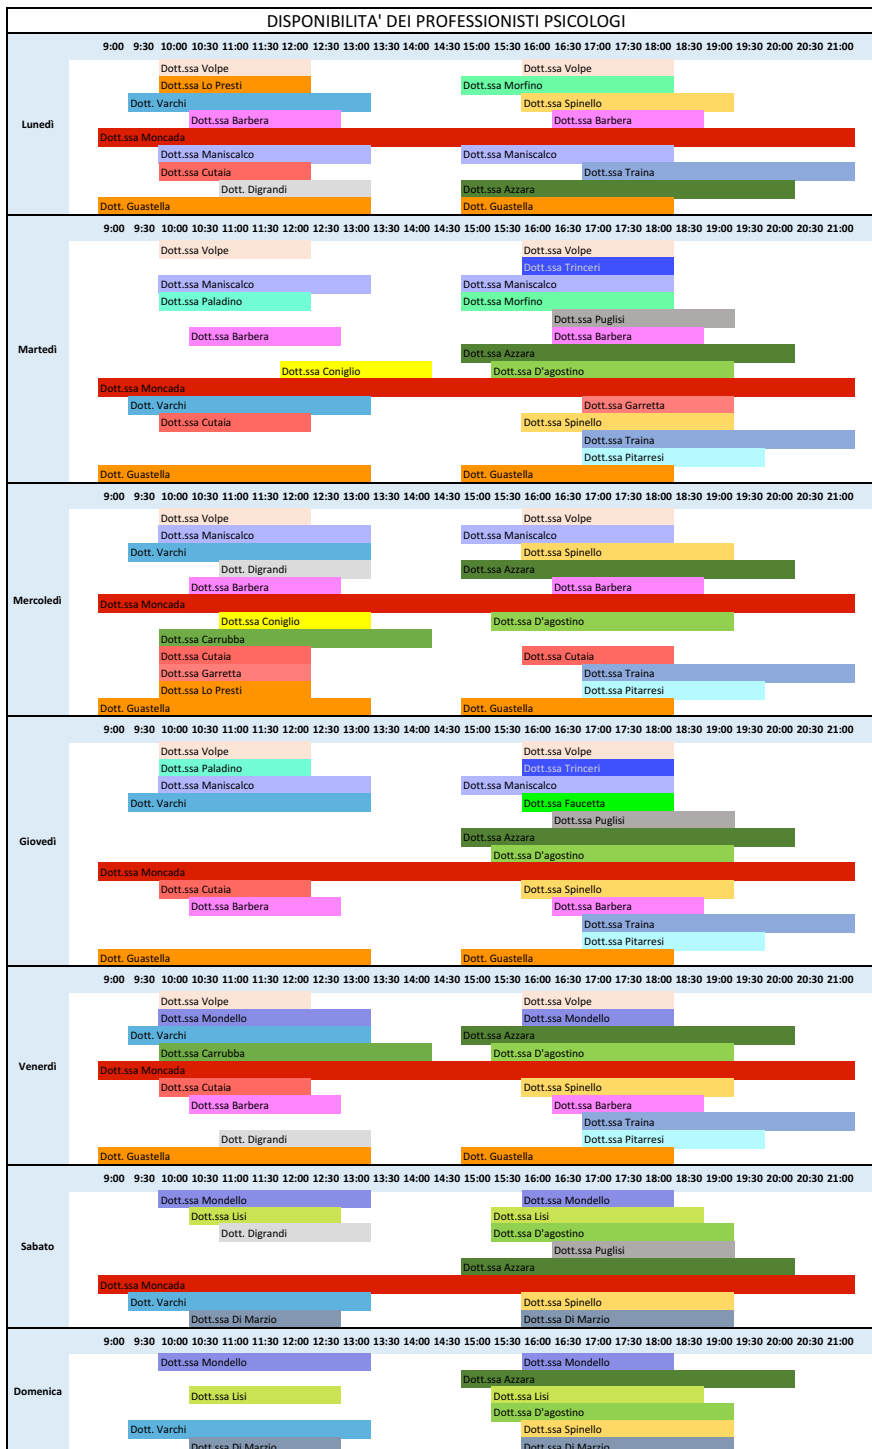 DISPONIBILITA' DEI PROFESSIONISTI PSICOLOGI
9:00 9:30 10:00 10:30 11:00 11:30 12:00 12:30 13:00 13:30 14:00 14:30 15:00 15:30 16:00 16:30 17:00 17:30 18:00 18:30 19:00 19:30 20:00 20:30 21:00
Dott.ssa Volpe Dott.ssa Volpe
Dott.ssa Lo Presti Dott.ssa Morfino
Dott. Varchi Dott.ssa Spinello
Dott.ssa Barbera Dott.ssa Barbera
Lunedì
Dott.ssa Moncada
Dott.ssa Maniscalco Dott.ssa Maniscalco
Dott.ssa Cutaia Dott.ssa Traina
Dott. Digrandi Dott.ssa Azzara
Dott. Guastella Dott. Guastella
9:00 9:30 10:00 10:30 11:00 11:30 12:00 12:30 13:00 13:30 14:00 14:30 15:00 15:30 16:00 16:30 17:00 17:30 18:00 18:30 19:00 19:30 20:00 20:30 21:00
Dott.ssa Volpe Dott.ssa Volpe
Dott.ssa Trinceri
Dott.ssa Maniscalco Dott.ssa Maniscalco
Dott.ssa Paladino Dott.ssa Morfino
Dott.ssa Puglisi
Dott.ssa Barbera Dott.ssa Barbera
Martedì
Dott.ssa Azzara
Dott.ssa Coniglio Dott.ssa D'agostino
Dott.ssa Moncada
Dott. Varchi Dott.ssa Garretta
Dott.ssa Cutaia Dott.ssa Spinello
Dott.ssa Traina
Dott.ssa Pitarresi
Dott. Guastella Dott. Guastella
9:00 9:30 10:00 10:30 11:00 11:30 12:00 12:30 13:00 13:30 14:00 14:30 15:00 15:30 16:00 16:30 17:00 17:30 18:00 18:30 19:00 19:30 20:00 20:30 21:00
Dott.ssa Volpe Dott.ssa Volpe
Dott.ssa Maniscalco Dott.ssa Maniscalco
Dott. Varchi Dott.ssa Spinello
Dott. Digrandi Dott.ssa Azzara
Dott.ssa Barbera Dott.ssa Barbera
Mercoledì
Dott.ssa Moncada
Dott.ssa Coniglio Dott.ssa D'agostino
Dott.ssa Carrubba
Dott.ssa Cutaia Dott.ssa Cutaia
Dott.ssa Garretta Dott.ssa Traina
Dott.ssa Lo Presti Dott.ssa Pitarresi
Dott. Guastella Dott. Guastella
9:00 9:30 10:00 10:30 11:00 11:30 12:00 12:30 13:00 13:30 14:00 14:30 15:00 15:30 16:00 16:30 17:00 17:30 18:00 18:30 19:00 19:30 20:00 20:30 21:00
Dott.ssa Volpe Dott.ssa Volpe
Dott.ssa Paladino Dott.ssa Trinceri
Dott.ssa Maniscalco Dott.ssa Maniscalco
Dott. Varchi Dott.ssa Faucetta
Dott.ssa Puglisi
Giovedì
Dott.ssa Azzara
Dott.ssa D'agostino
Dott.ssa Moncada
Dott.ssa Cutaia Dott.ssa Spinello
Dott.ssa Barbera Dott.ssa Barbera
Dott.ssa Traina
Dott.ssa Pitarresi
Dott. Guastella Dott. Guastella
9:00 9:30 10:00 10:30 11:00 11:30 12:00 12:30 13:00 13:30 14:00 14:30 15:00 15:30 16:00 16:30 17:00 17:30 18:00 18:30 19:00 19:30 20:00 20:30 21:00
Dott.ssa Volpe Dott.ssa Volpe
Dott.ssa Mondello Dott.ssa Mondello
Dott. Varchi Dott.ssa Azzara
Dott.ssa Carrubba Dott.ssa D'agostino
Venerdì
Dott.ssa Moncada
Dott.ssa Cutaia Dott.ssa Spinello
Dott.ssa Barbera Dott.ssa Barbera
Dott.ssa Traina
Dott. Digrandi Dott.ssa Pitarresi
Dott. Guastella Dott. Guastella
9:00 9:30 10:00 10:30 11:00 11:30 12:00 12:30 13:00 13:30 14:00 14:30 15:00 15:30 16:00 16:30 17:00 17:30 18:00 18:30 19:00 19:30 20:00 20:30 21:00
Dott.ssa Mondello Dott.ssa Mondello
Dott.ssa Lisi Dott.ssa Lisi
Dott. Digrandi Dott.ssa D'agostino
Sabato
Dott.ssa Puglisi
Dott.ssa Azzara
Dott.ssa Moncada
Dott. Varchi Dott.ssa Spinello
Dott.ssa Di Marzio Dott.ssa Di Marzio
9:00 9:30 10:00 10:30 11:00 11:30 12:00 12:30 13:00 13:30 14:00 14:30 15:00 15:30 16:00 16:30 17:00 17:30 18:00 18:30 19:00 19:30 20:00 20:30 21:00
Dott.ssa Mondello Dott.ssa Mondello
Dott.ssa Azzara
Domenica
Dott.ssa Lisi Dott.ssa Lisi
Dott.ssa D'agostino
Dott. Varchi Dott.ssa Spinello
Dott.ssa Di Marzio Dott.ssa Di Marzio